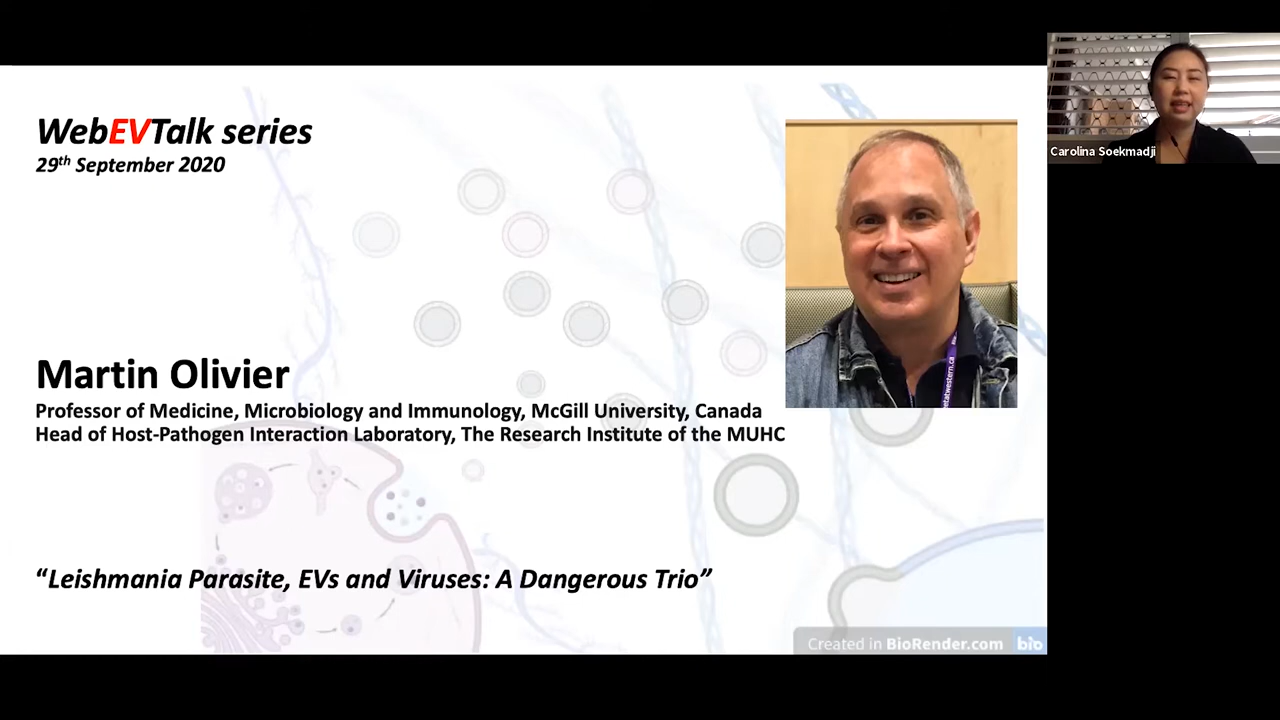 WebEVTalk series
29th September 2020
Carolina Soekmadji
Martin Olivier
Professor of Medicine, Microbiology and Immunology, McGill University, Canada
Head of Host-Pathogen Interaction Laboratory, The Research Institute of the MUHC
“Leishmania Parasite, EVs and Viruses: A Dangerous Trio”
Created in BioRender.com bio